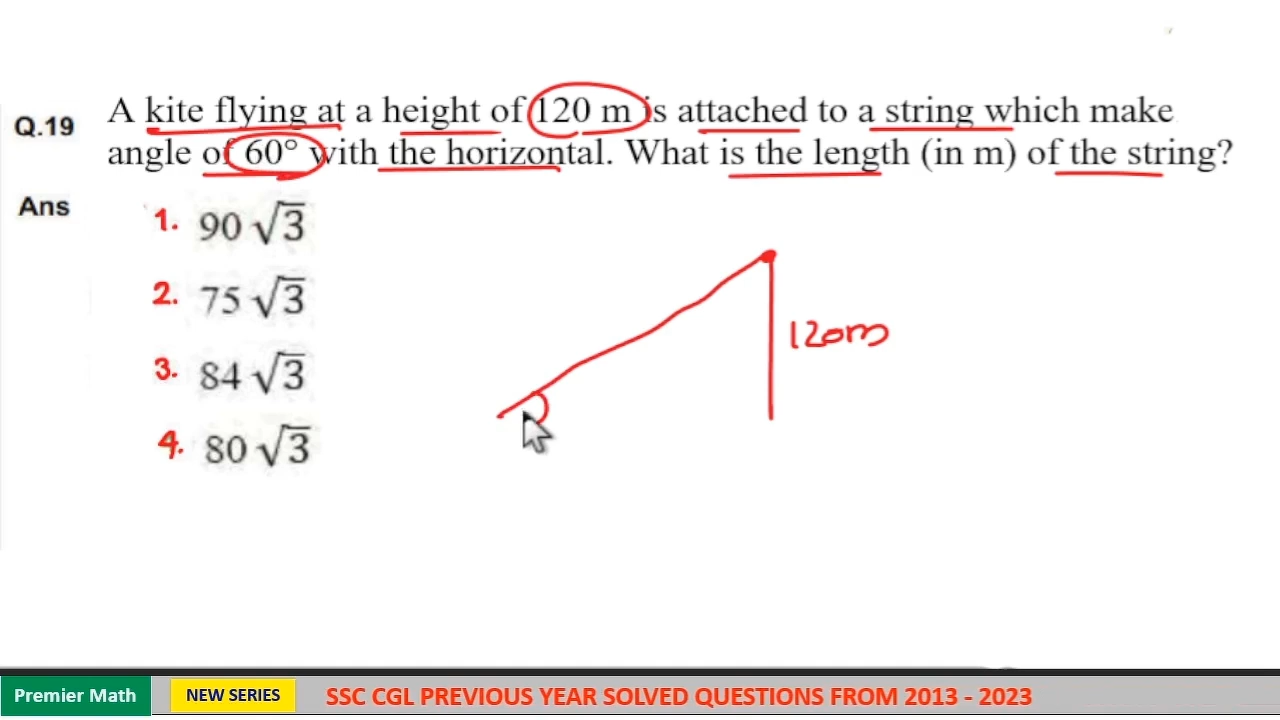 Q.19 A kite flying at a height of 120 m is attached to a string which make
angle of 60° with the horizontal. What is the length (in m) of the string?
Ans
1. 90√3
2. 75√3
3. 84√3
4. 80√3
120m
Premier Math NEW SERIES SSC CGL PREVIOUS YEAR SOLVED QUESTIONS FROM 2013 - 2023